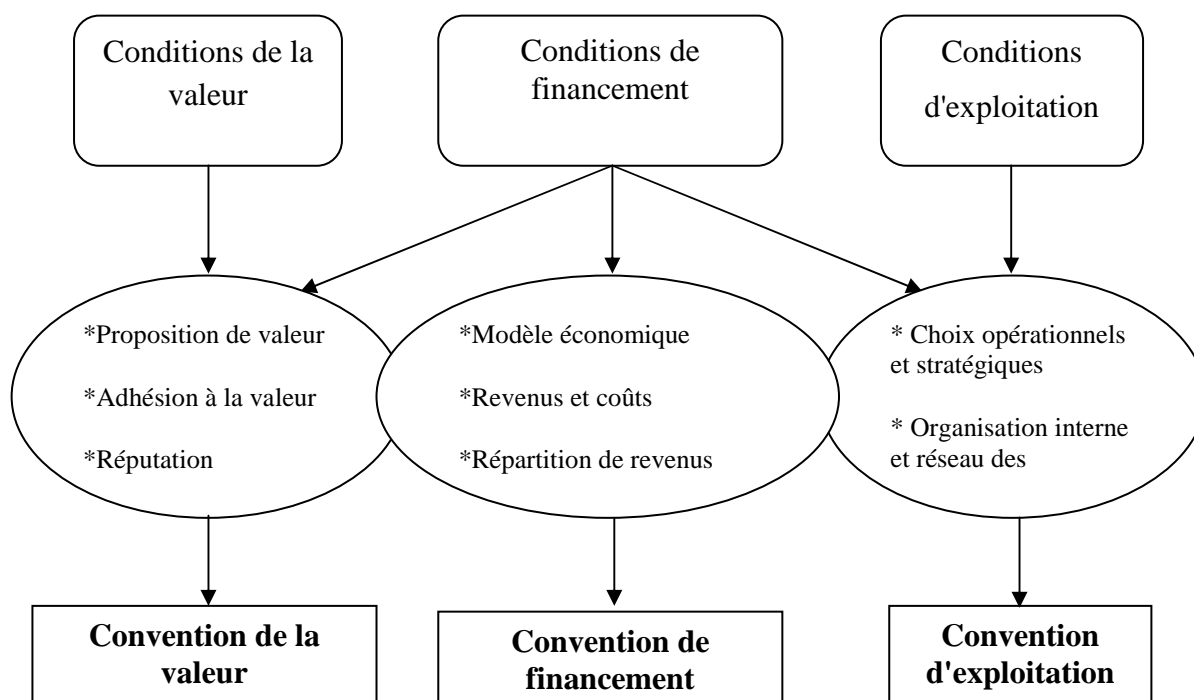 Conditions de la
valeur
Conditions de
financement
Conditions
d'exploitation
*Proposition de valeur
*Adhésion à la valeur
*Réputation
*Modèle économique
*Revenus et coûts
*Répartition de revenus
* Choix opérationnels
et stratégiques
* Organisation interne
et réseau des
Convention de la
valeur
Convention de
financement
Convention
d'exploitation